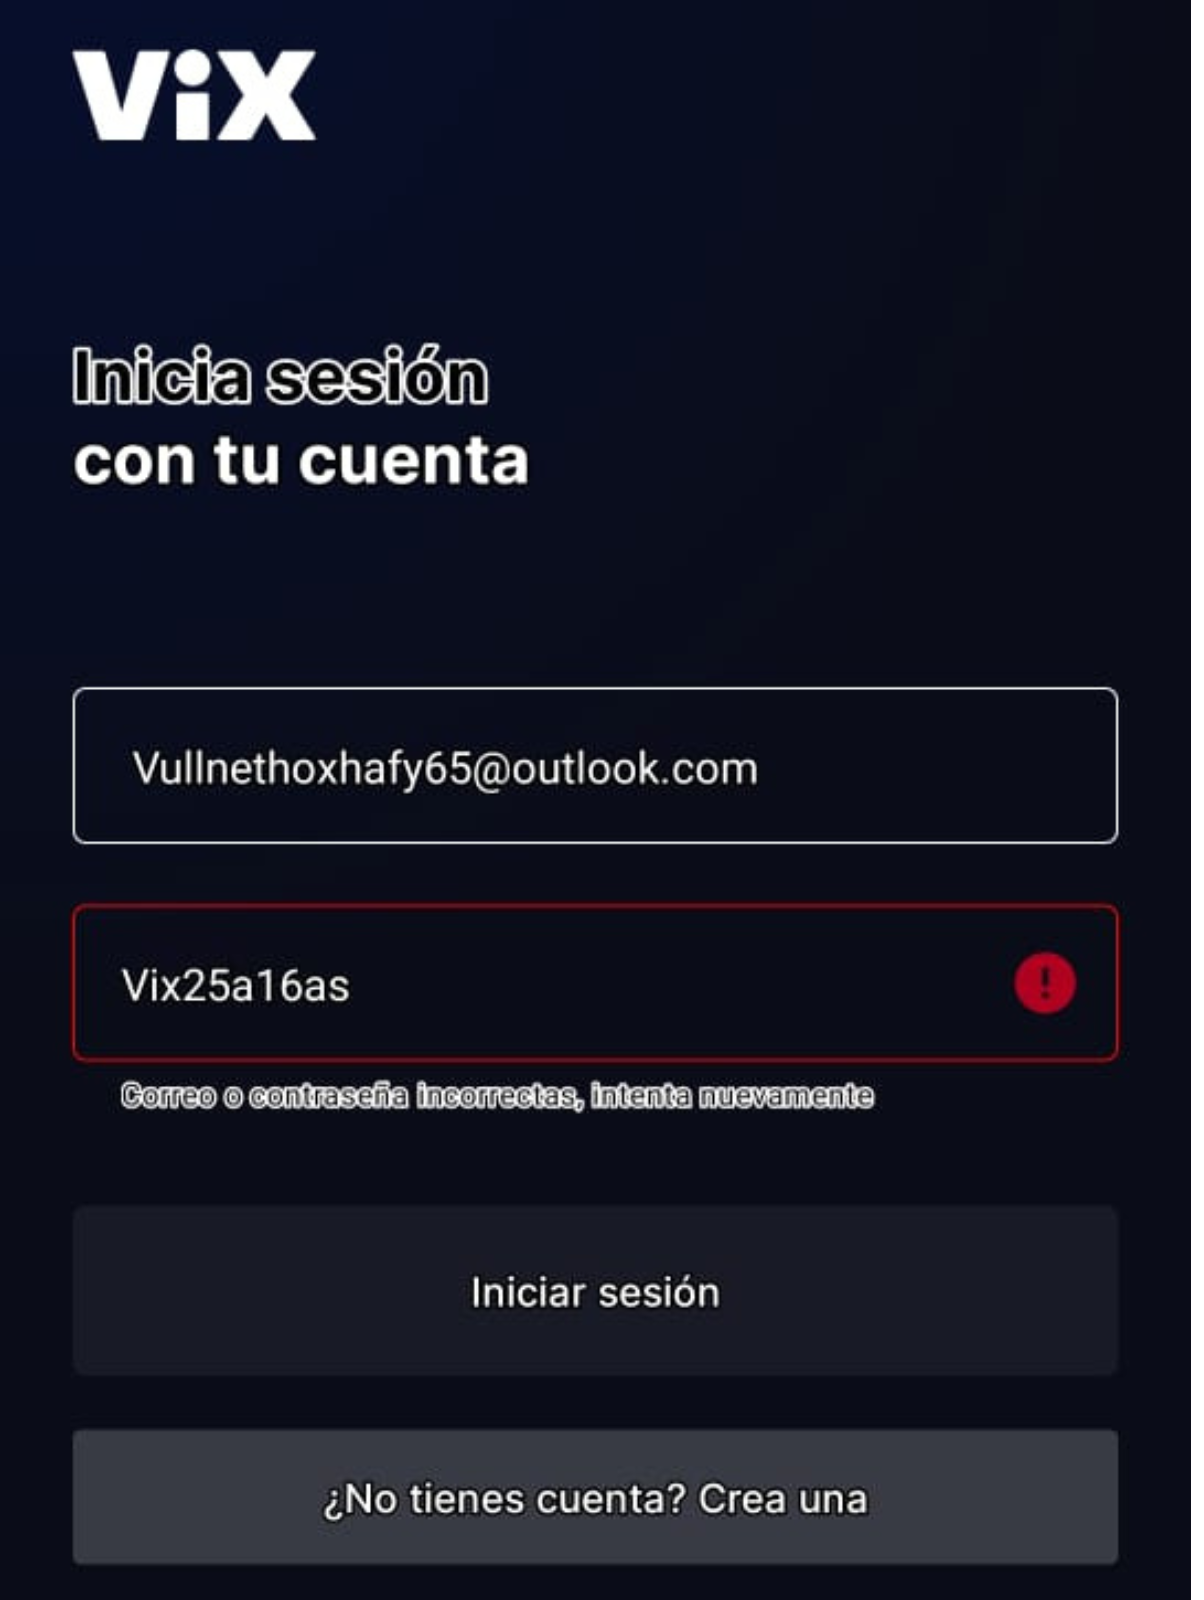 ViX
Inicia sesión
con tu cuenta
Vullnethoxhafy65@outlook.com
Vix25a16as
!
Correo o contraseña incorrectas, intenta nuevamente
Iniciar sesión
¿No tienes cuenta? Crea una